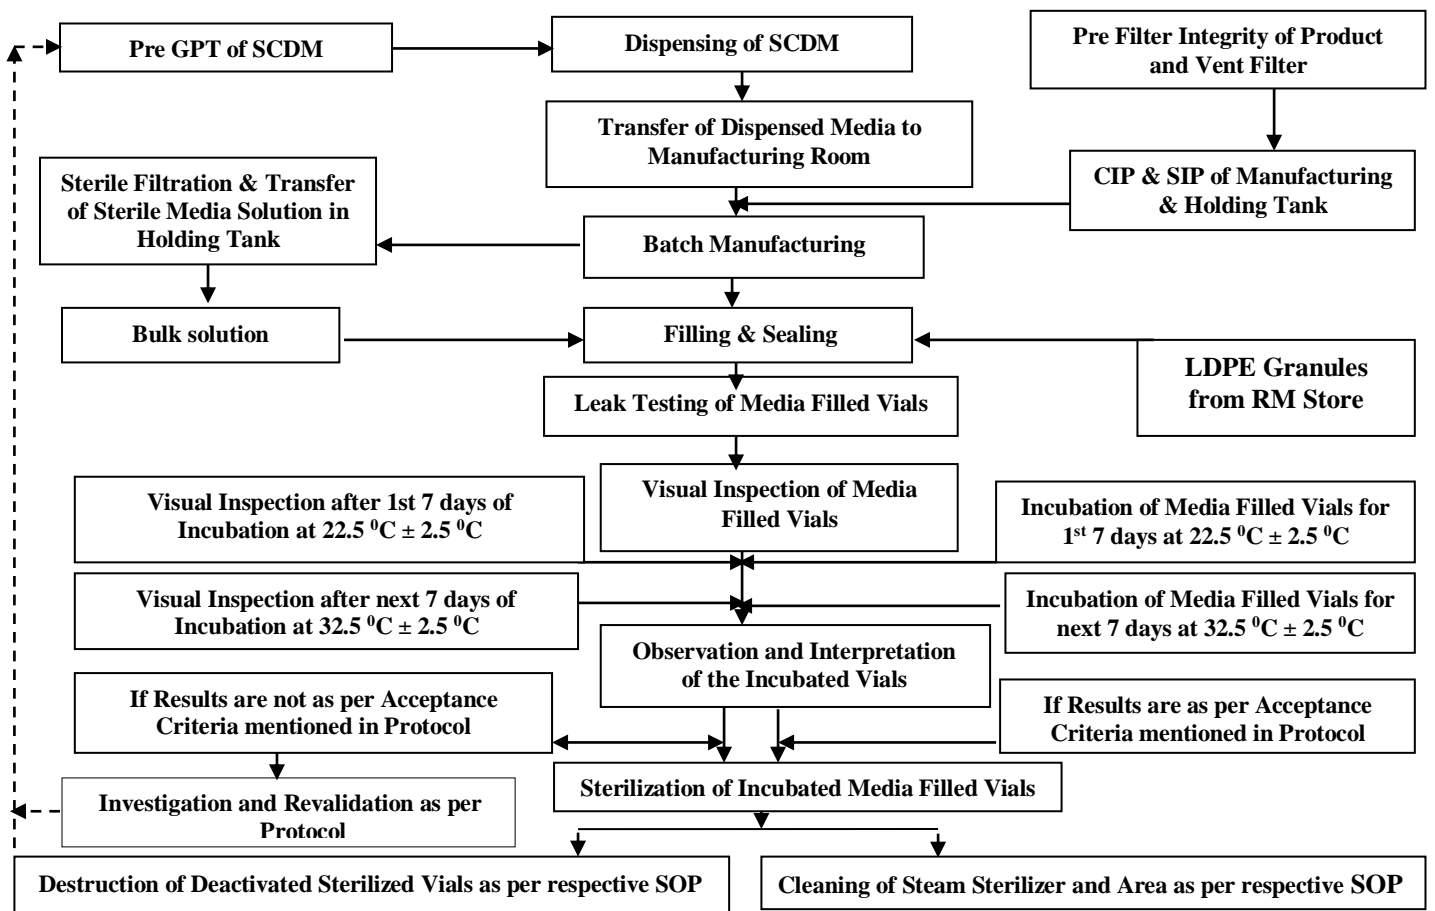 Pre GPT of SCDM
Dispensing of SCDM
Pre Filter Integrity of Product
and Vent Filter
Transfer of Dispensed Media to
Manufacturing Room
Sterile Filtration & Transfer
of Sterile Media Solution in
Holding Tank
CIP & SIP of Manufacturing
& Holding Tank
Batch Manufacturing
Bulk solution
Filling & Sealing
LDPE Granules
from RM Store
Leak Testing of Media Filled Vials
Visual Inspection of Media
Filled Vials
Visual Inspection after 1st 7 days of
Incubation at 22.5 ⁰C ± 2.5 ⁰C
Incubation of Media Filled Vials for
1ˢᵗ 7 days at 22.5 ⁰C ± 2.5 ⁰C
Visual Inspection after next 7 days of
Incubation at 32.5 ⁰C ± 2.5 ⁰C
Incubation of Media Filled Vials for
next 7 days at 32.5 ⁰C ± 2.5 ⁰C
Observation and Interpretation
of the Incubated Vials
If Results are not as per Acceptance
Criteria mentioned in Protocol
If Results are as per Acceptance
Criteria mentioned in Protocol
Sterilization of Incubated Media Filled Vials
Investigation and Revalidation as per
Protocol
Destruction of Deactivated Sterilized Vials as per respective SOP
Cleaning of Steam Sterilizer and Area as per respective SOP